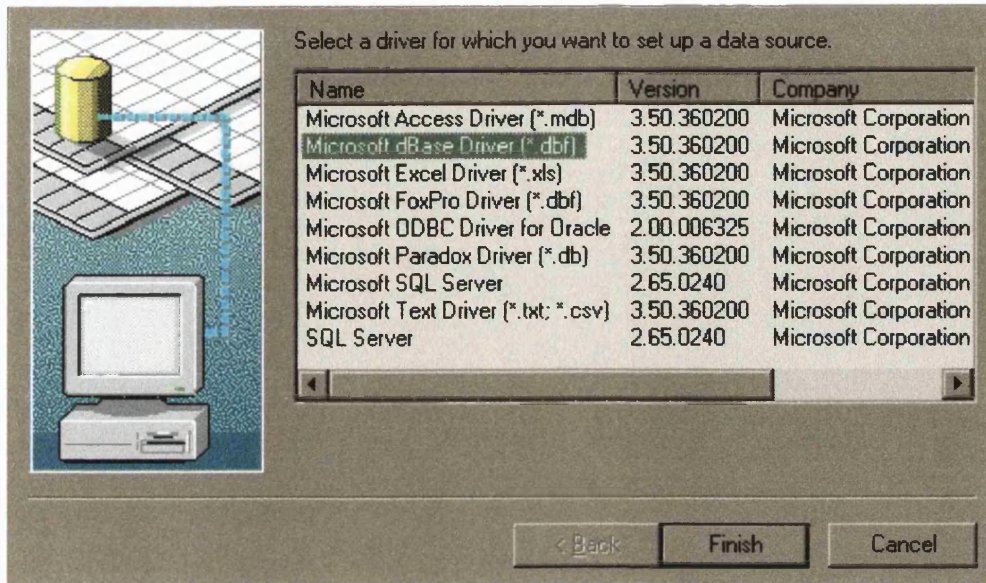 Select a driver for which you want to set up a data source.
Name Version Company
Microsoft Access Driver (*.mdb) 3.50.360200 Microsoft Corporation
Microsoft dBase Driver (*.dbf) 3.50.360200 Microsoft Corporation
Microsoft Excel Driver (*.xls) 3.50.360200 Microsoft Corporation
Microsoft FoxPro Driver (*.dbf) 3.50.360200 Microsoft Corporation
Microsoft ODBC Driver for Oracle 2.00.006325 Microsoft Corporation
Microsoft Paradox Driver (*.db) 3.50.360200 Microsoft Corporation
Microsoft SQL Server 2.65.0240 Microsoft Corporation
Microsoft Text Driver (*.txt; *.csv) 3.50.360200 Microsoft Corporation
SQL Server 2.65.0240 Microsoft Corporation
< Back Finish Cancel